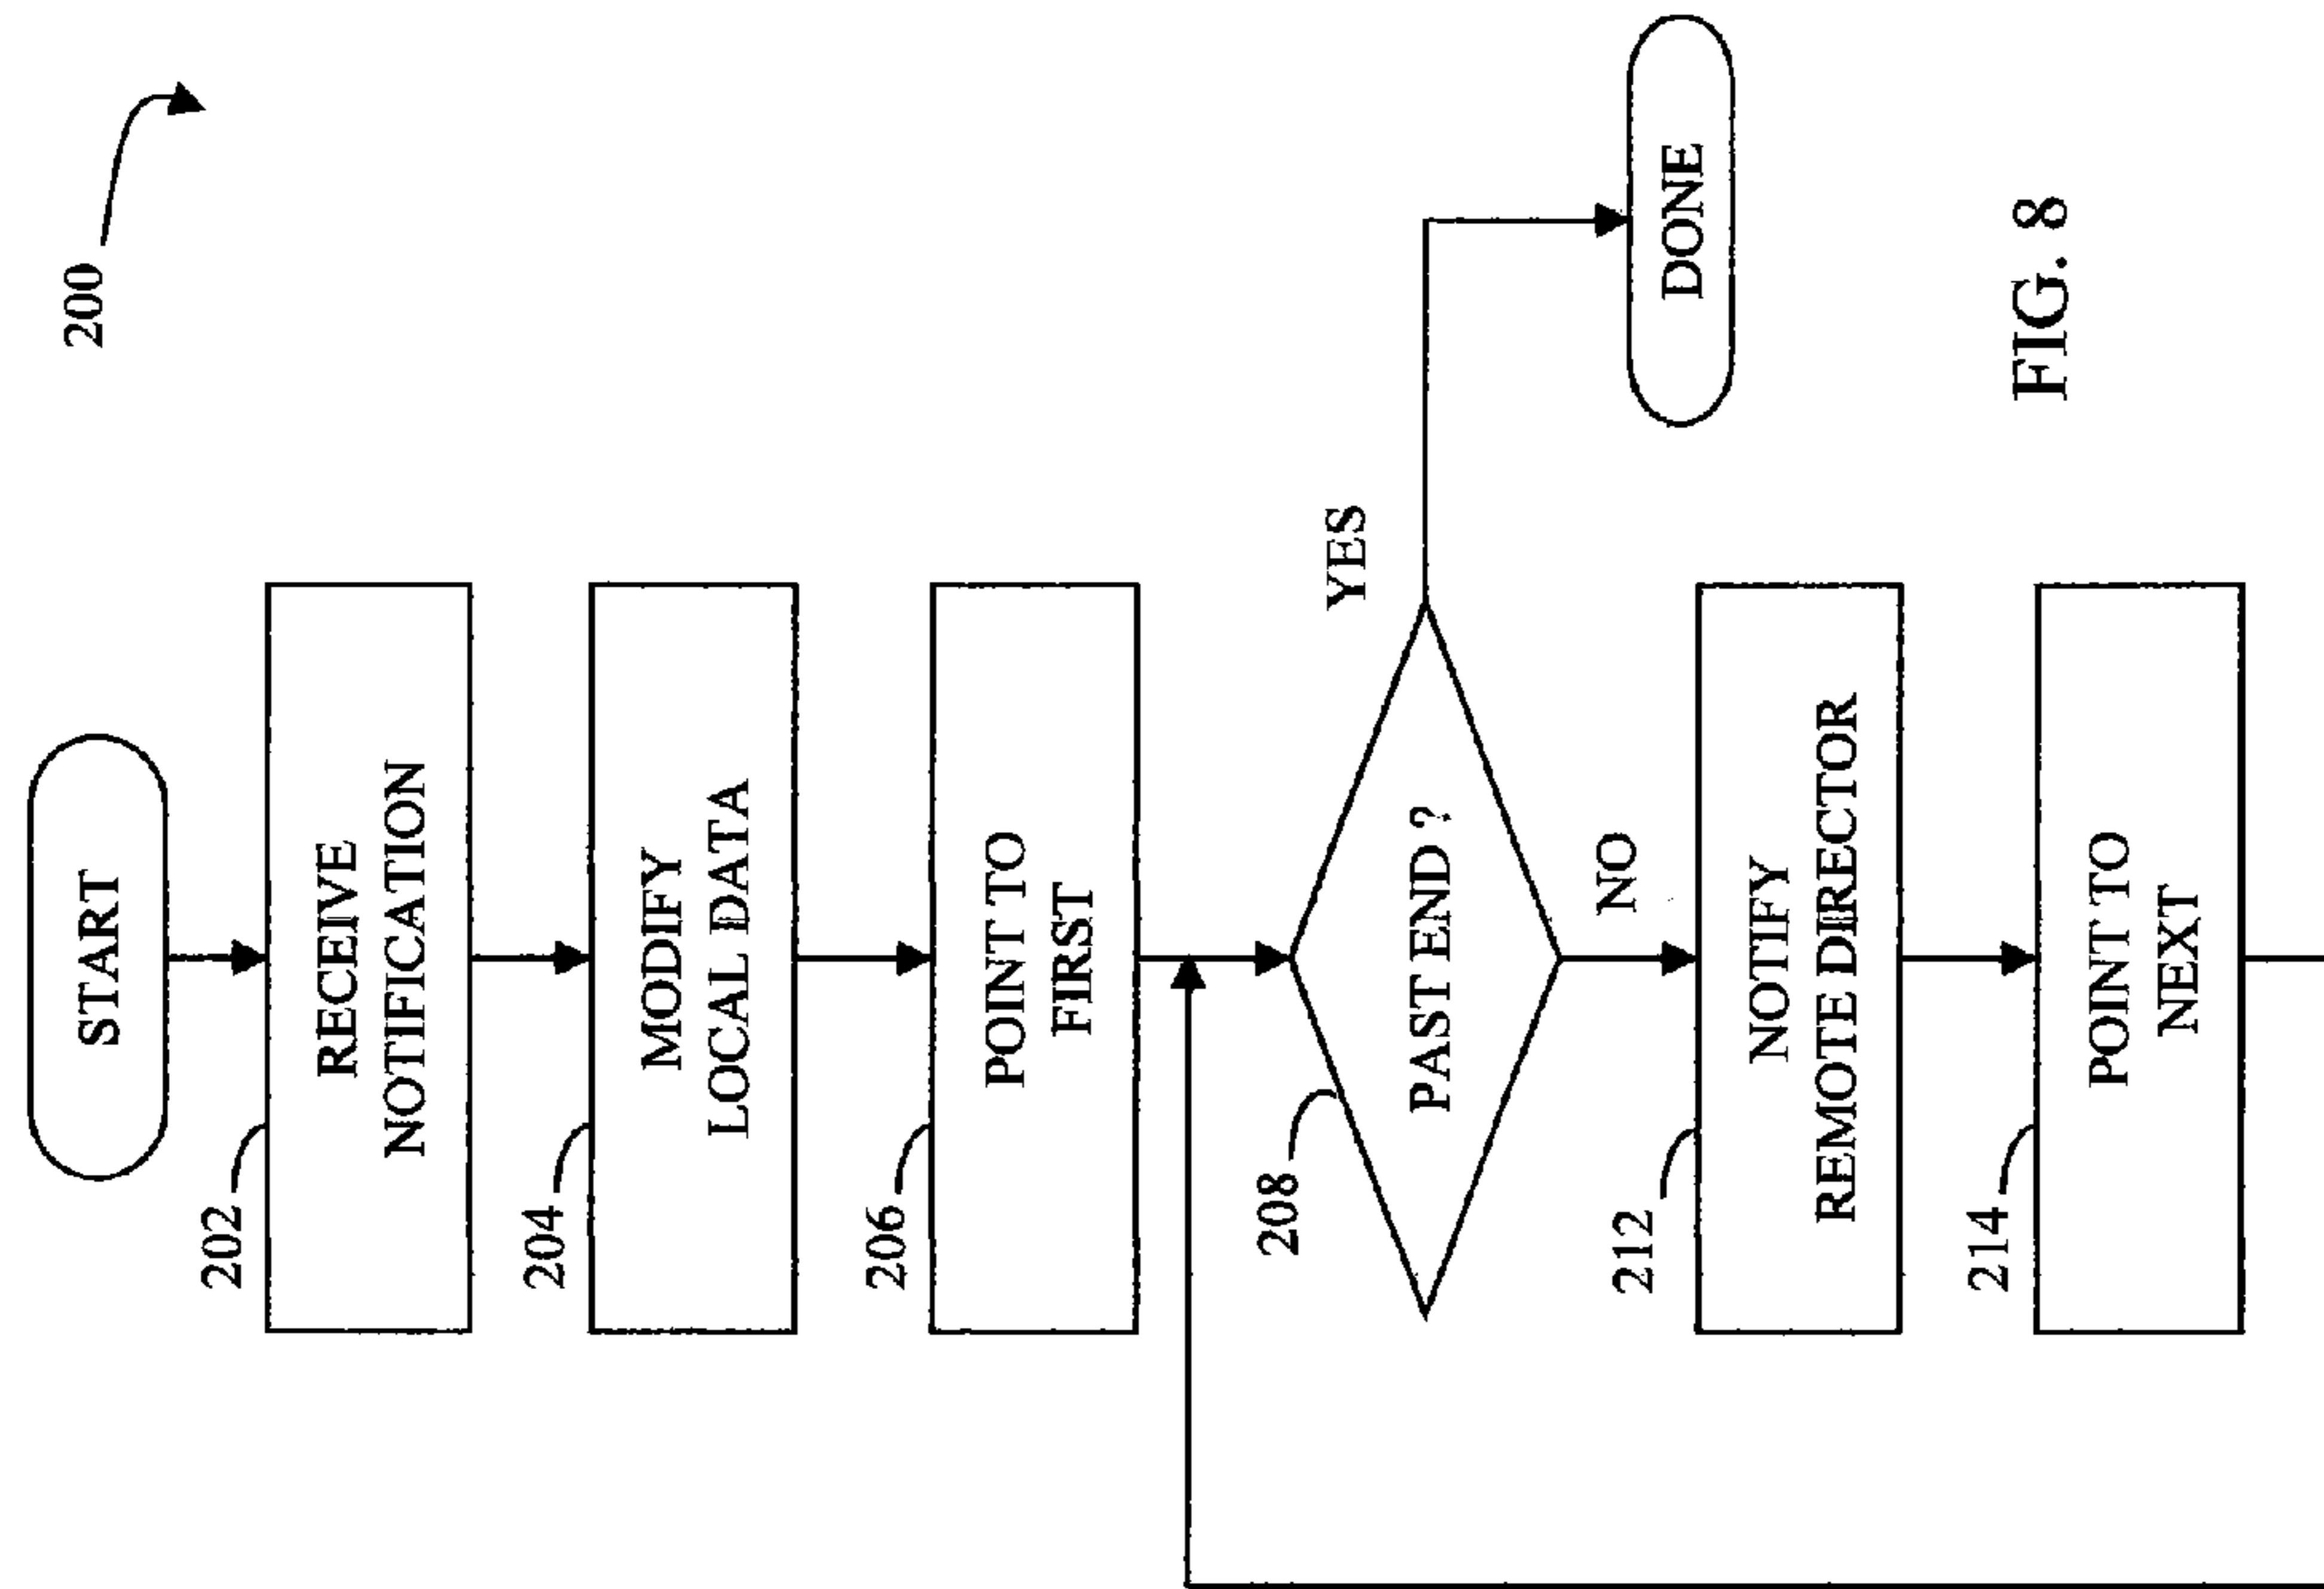 200
START
202
RECEIVE
NOTIFICATION
204
MODIFY
LOCAL DATA
206
POINT TO
FIRST
208
PAST END ?
YES
DONE
NO
212
NOTIFY
REMOTE DIRECTOR
214
POINT TO
NEXT
FIG. 8